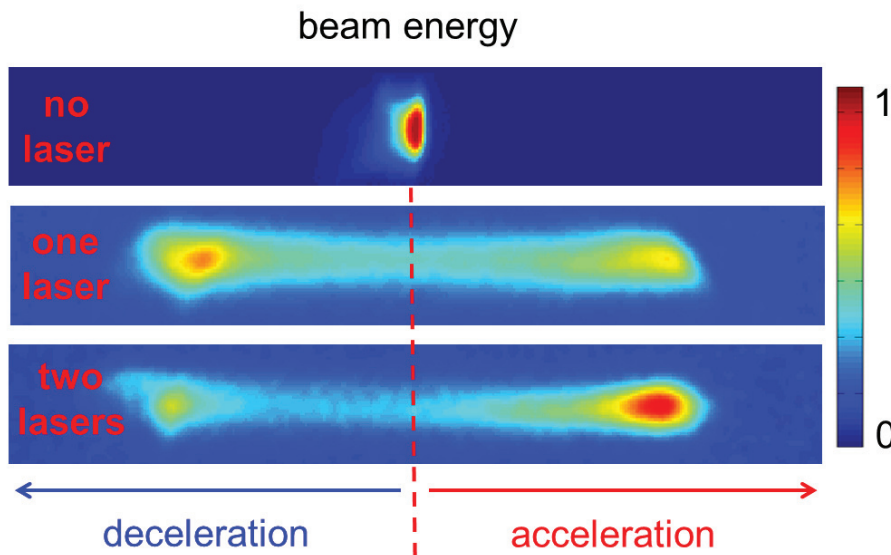 beam energy
no
laser
1
one
laser
two
lasers
0
deceleration
acceleration